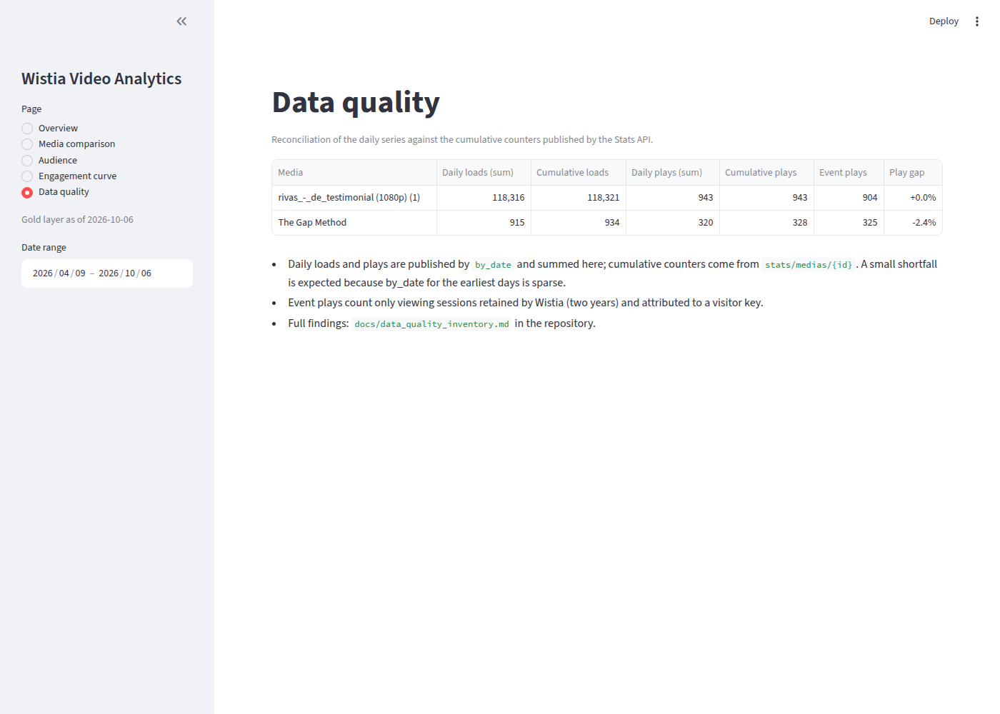 Deploy
Wistia Video Analytics
Page
Overview
Media comparison
Audience
Engagement curve
Data quality
Gold layer as of 2026-10-06
Date range
2026 / 04 / 09 – 2026 / 10 / 06
Data quality
Reconciliation of the daily series against the cumulative counters published by the Stats API.
Media Daily loads (sum) Cumulative loads Daily plays (sum) Cumulative plays Event plays Play gap
rivas_-_de_testimonial (1080p) (1) 118,316 118,321 943 943 904 +0.0%
The Gap Method 915 934 320 328 325 -2.4%
• Daily loads and plays are published by by_date and summed here; cumulative counters come from stats/medias/{id} . A small shortfall
is expected because by_date for the earliest days is sparse.
• Event plays count only viewing sessions retained by Wistia (two years) and attributed to a visitor key.
• Full findings: docs/data_quality_inventory.md in the repository.